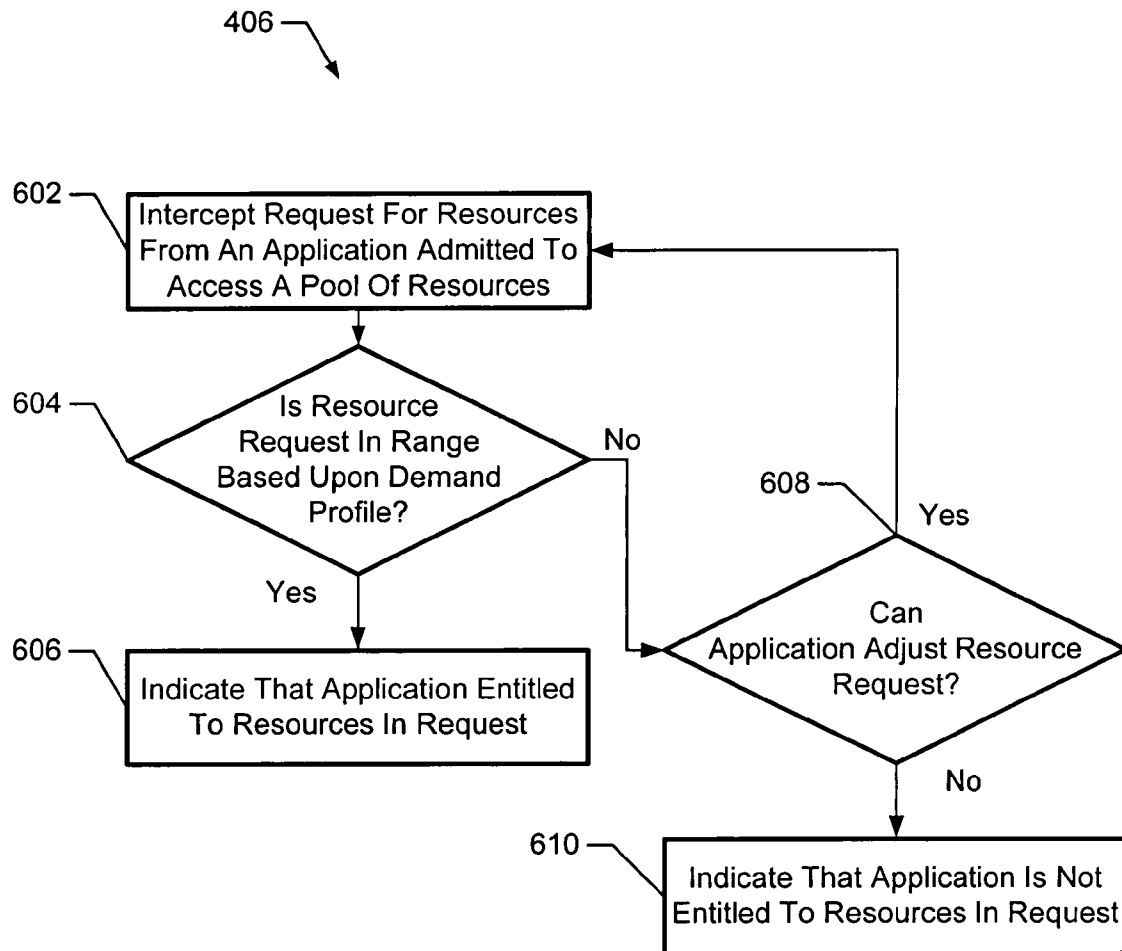 406
602
Intercept Request For Resources
From An Application Admitted To
Access A Pool Of Resources
604
Is Resource
Request In Range
Based Upon Demand
Profile?
No
Yes
606
Indicate That Application Entitled
To Resources In Request
608
Yes
Can
Application Adjust Resource
Request?
No
610
Indicate That Application Is Not
Entitled To Resources In Request